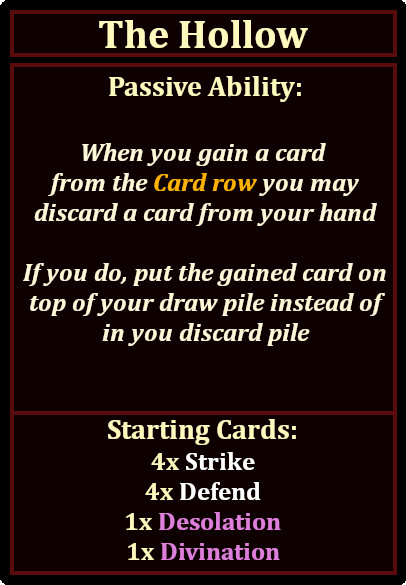 The Hollow
Passive Ability:
When you gain a card
from the Card row you may
discard a card from your hand
If you do, put the gained card on
top of your draw pile instead of
in you discard pile
Starting Cards:
4x Strike
4x Defend
1x Desolation
1x Divination